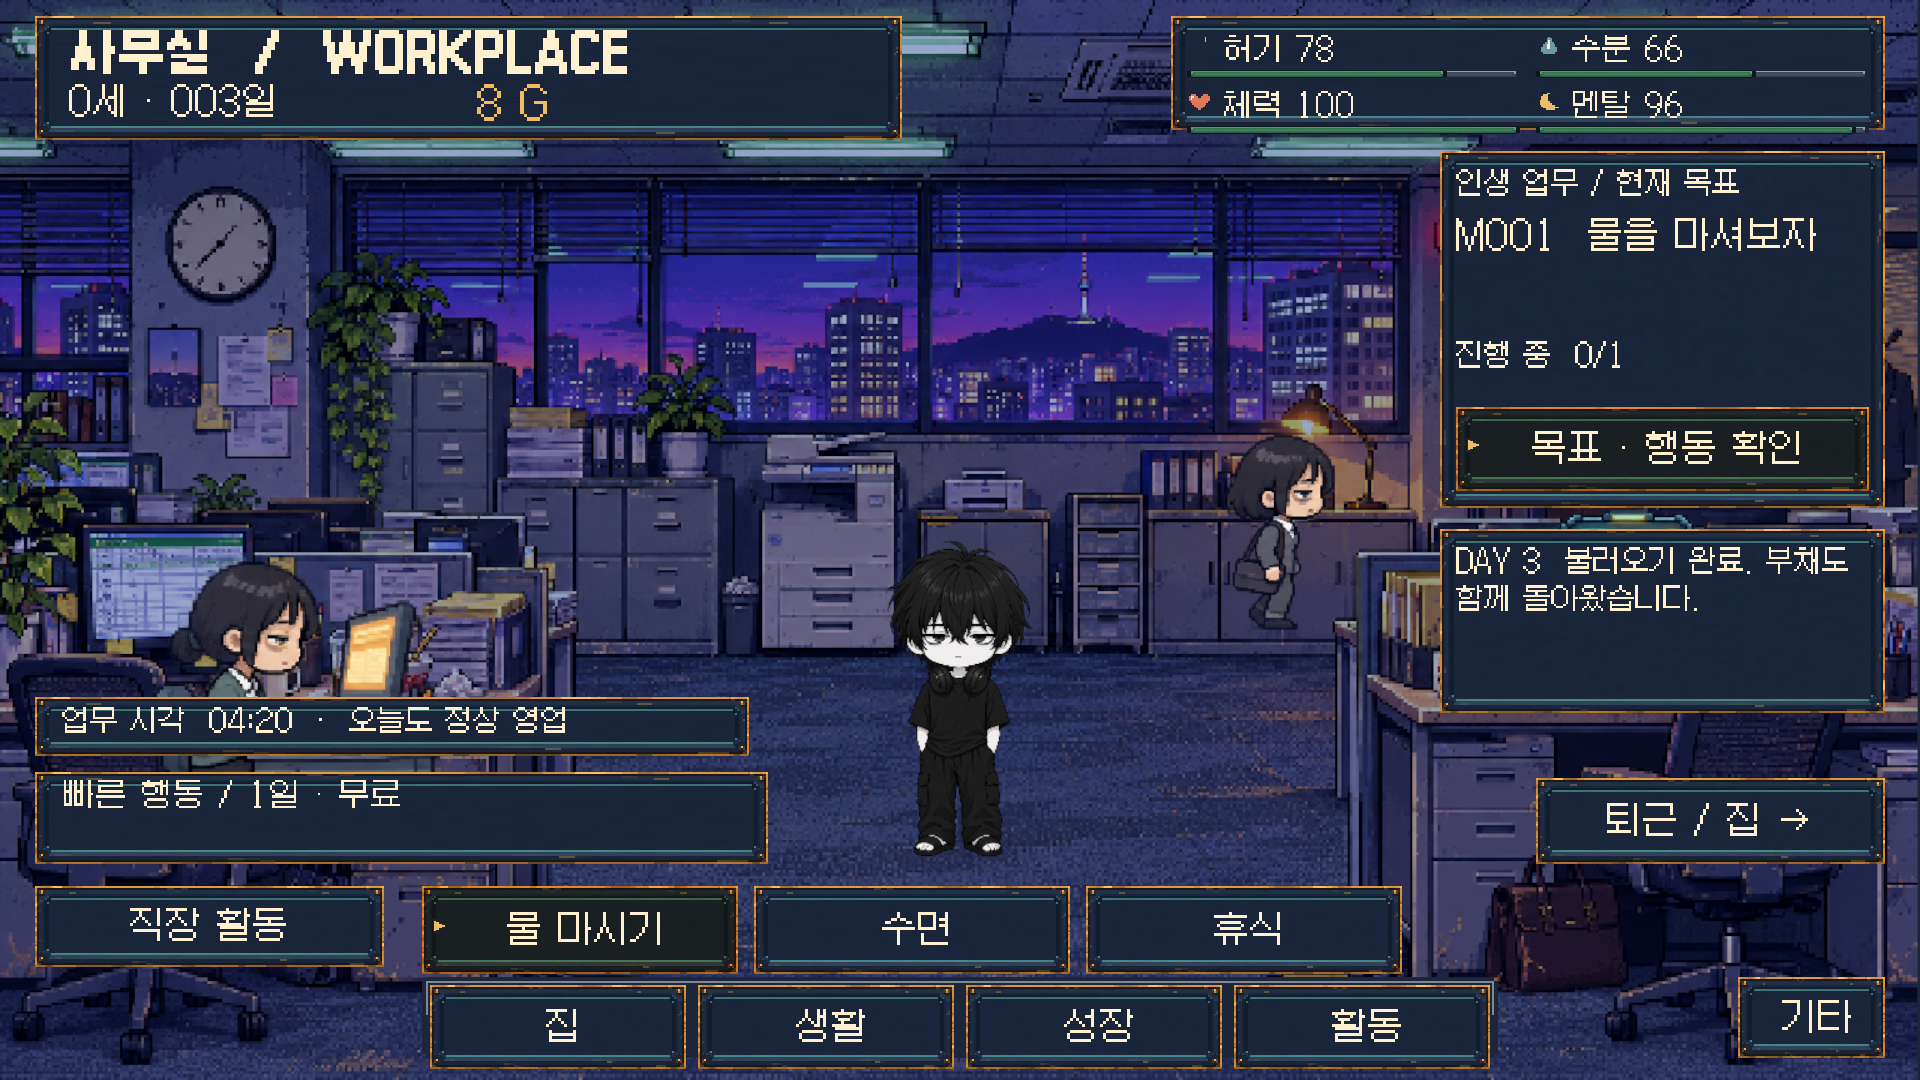 사무실 / WORKPLACE
0세 · 003일 8 G
허기 78 수분 66
체력 100 멘탈 96
인생 업무 / 현재 목표
M001 물을 마셔보자
진행 중 0/1
목표 · 행동 확인
DAY 3 불러오기 완료. 부채도
함께 돌아왔습니다.
업무 시각 04:20 · 오늘도 정상 영업
빠른 행동 / 1일 · 무료
퇴근 / 집 →
직장 활동
물 마시기
수면
휴식
집
생활
성장
활동
기타